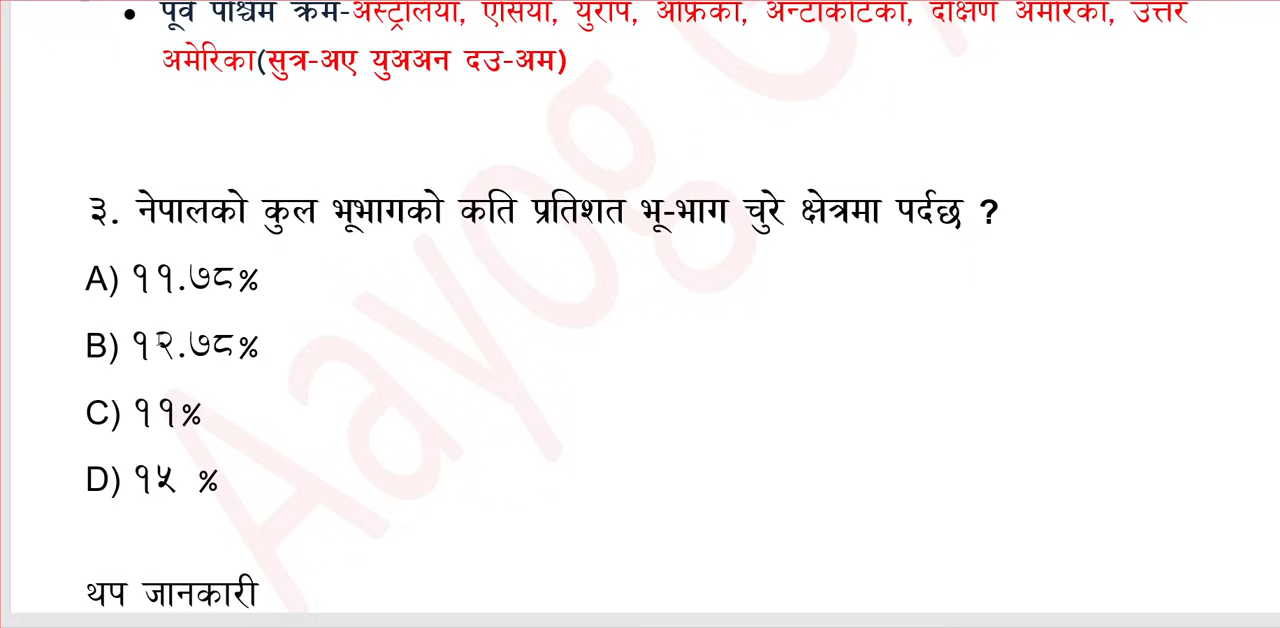 • पूर्व पश्चिम क्रम-अस्ट्रेलिया, एसिया, युरोप, अफ्रिका, अन्टार्कटिका, दक्षिण अमेरिका, उत्तर
अमेरिका(सुत्र-अए युअअन दउ-अम)
३. नेपालको कुल भूभागको कति प्रतिशत भू-भाग चुरे क्षेत्रमा पर्दछ ?
A) ११.७८%
B) १२.७८%
C) ११%
D) १५ %
थप जानकारी